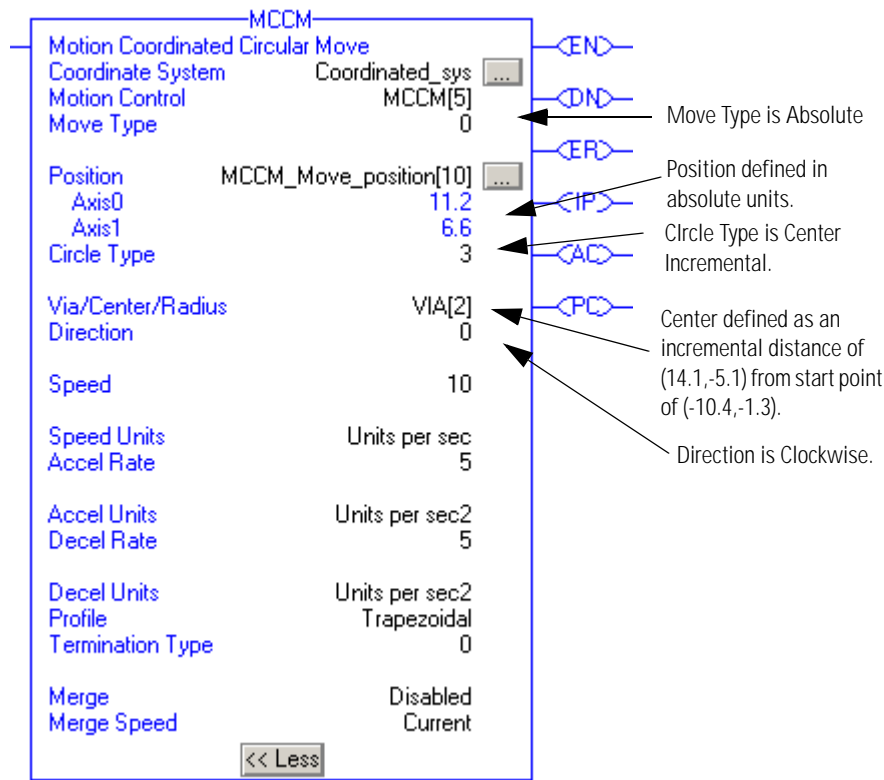 MCCM
Motion Coordinated Circular Move
Coordinate System Coordinated_sys ...
Motion Control MCCM[5]
Move Type 0
Position MCCM_Move_position[10] ...
Axis0 11.2
Axis1 6.6
Circle Type 3
Via/Center/Radius VIA[2]
Direction 0
Speed 10
Speed Units Units per sec
Accel Rate 5
Accel Units Units per sec2
Decel Rate 5
Decel Units Units per sec2
Profile Trapezoidal
Termination Type 0
Merge Disabled
Merge Speed Current
<< Less
EN
DN
ER
IP
AC
PC
Move Type is Absolute
Position defined in
absolute units.
CIrcle Type is Center
Incremental.
Center defined as an
incremental distance of
(14.1,-5.1) from start point
of (-10.4,-1.3).
Direction is Clockwise.